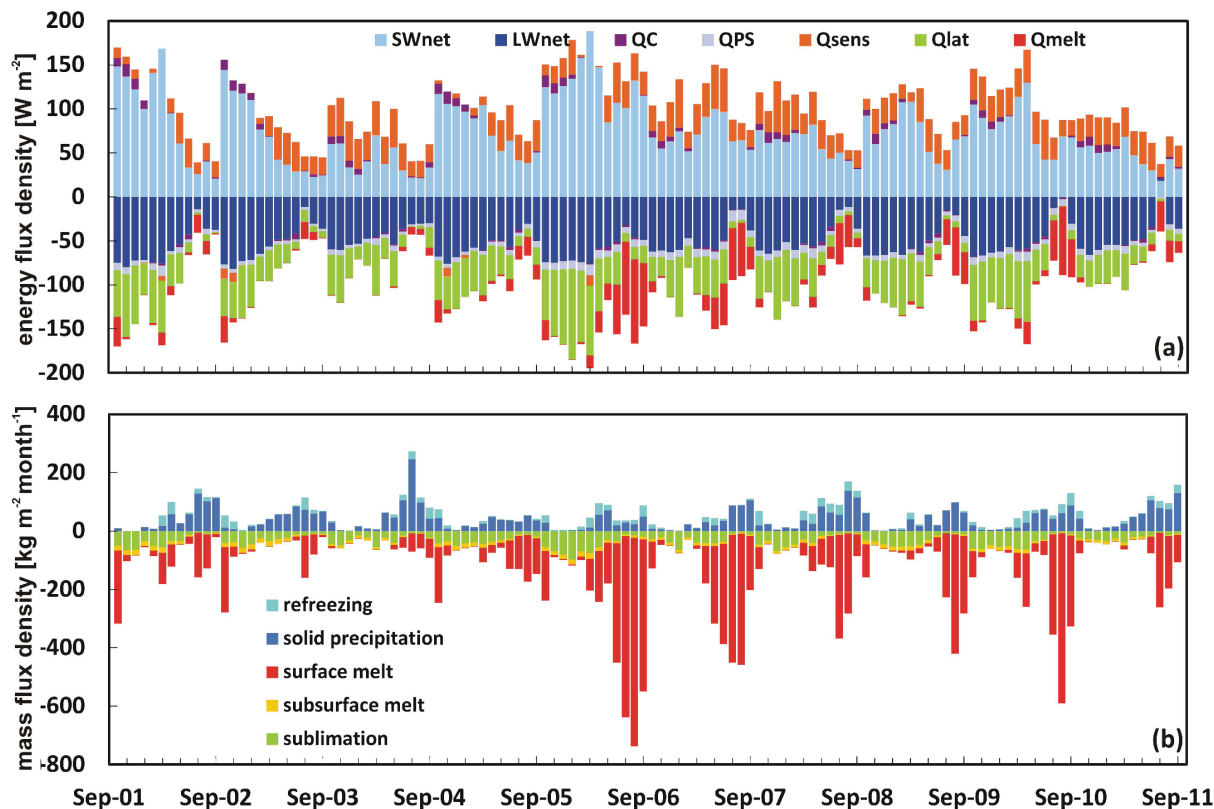 200
150
100
50
0
-50
-100
-150
-200
energy flux density [W m⁻²]
SWnet LWnet QC QPS Qsens Qlat Qmelt
(a)
400
200
0
-200
-400
-600
-800
mass flux density [kg m⁻² month⁻¹]
refreezing
solid precipitation
surface melt
subsurface melt
sublimation
(b)
Sep-01 Sep-02 Sep-03 Sep-04 Sep-05 Sep-06 Sep-07 Sep-08 Sep-09 Sep-10 Sep-11